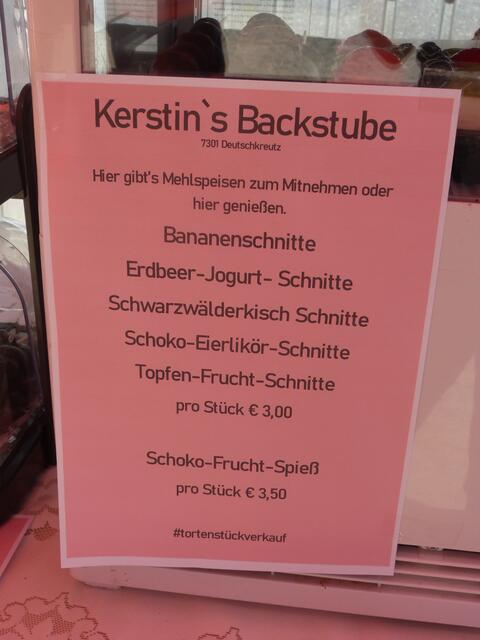 Kerstin`s Backstube
7301 Deutschkreutz
Hier gibt's Mehlspeisen zum Mitnehmen oder
hier genießen.
Bananenschnitte
Erdbeer-Jogurt- Schnitte
Schwarzwälderkisch Schnitte
Schoko-Eierlikör-Schnitte
Topfen-Frucht-Schnitte
pro Stück € 3,00
Schoko-Frucht-Spieß
pro Stück € 3,50
#tortenstückverkauf